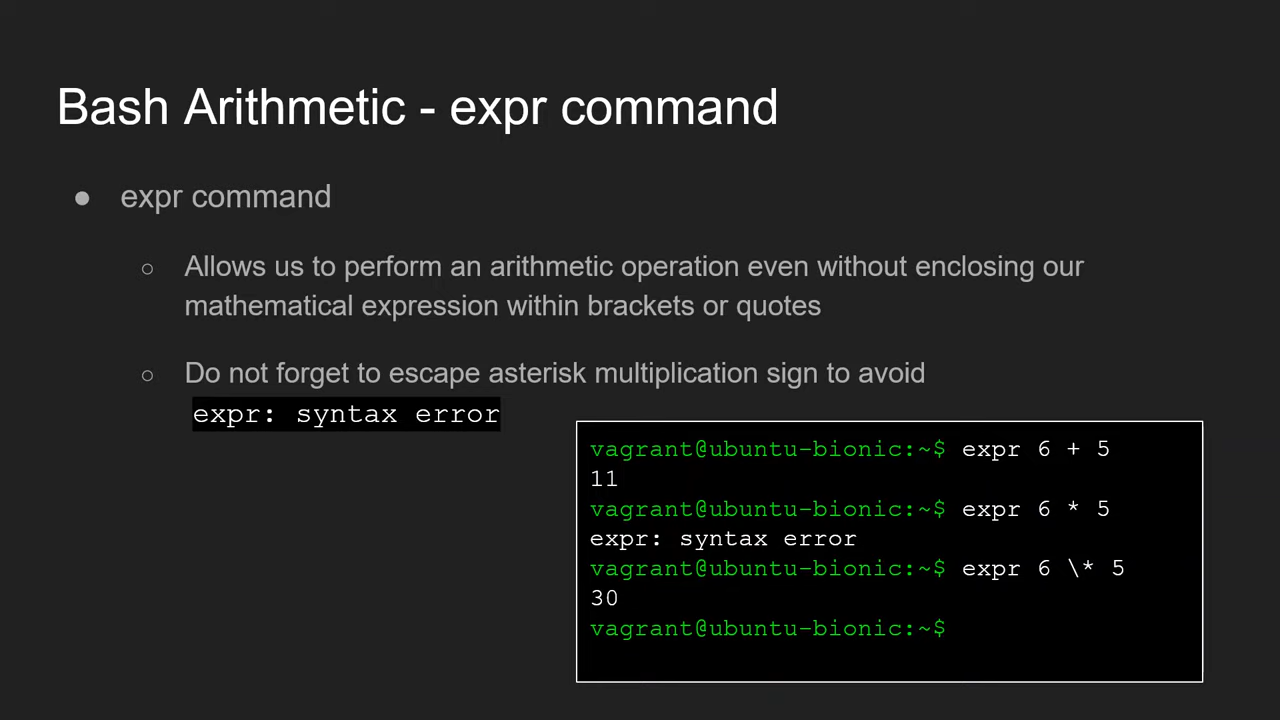 Bash Arithmetic - expr command
● expr command
○ Allows us to perform an arithmetic operation even without enclosing our
mathematical expression within brackets or quotes
○ Do not forget to escape asterisk multiplication sign to avoid
expr: syntax error
vagrant@ubuntu-bionic:~$ expr 6 + 5
11
vagrant@ubuntu-bionic:~$ expr 6 * 5
expr: syntax error
vagrant@ubuntu-bionic:~$ expr 6 \* 5
30
vagrant@ubuntu-bionic:~$